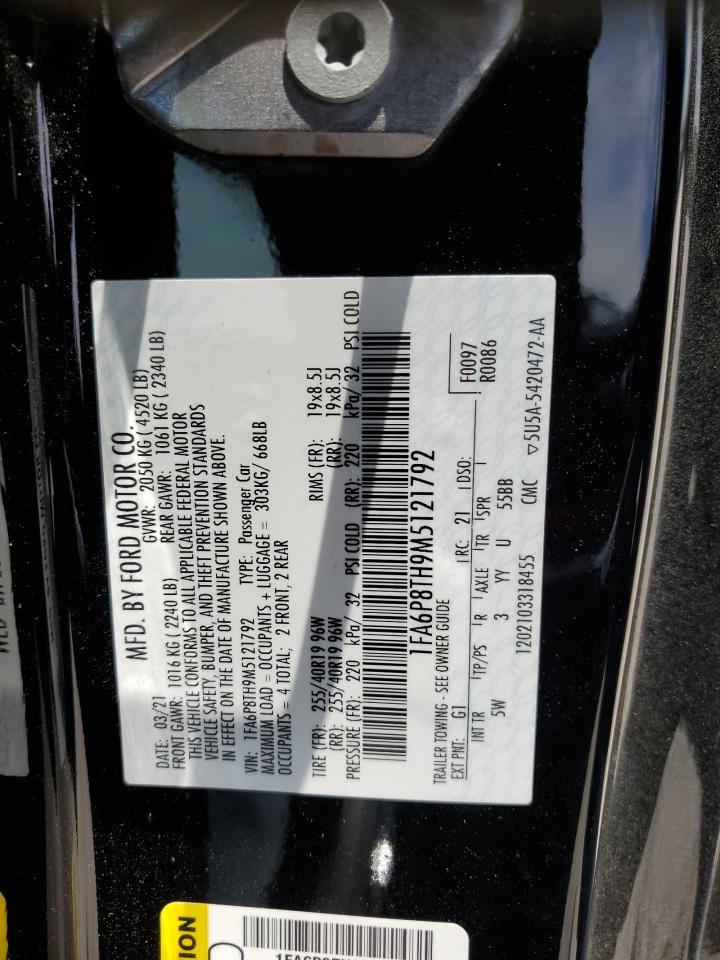 MFD. BY FORD MOTOR CO.
DATE: 03/21 GVWR: 2050 KG ( 4520 LB)
FRONT GAWR: 1016 KG ( 2240 LB) REAR GAWR: 1061 KG ( 2340 LB)
THIS VEHICLE CONFORMS TO ALL APPLICABLE FEDERAL MOTOR
VEHICLE SAFETY, BUMPER, AND THEFT PREVENTION STANDARDS
IN EFFECT ON THE DATE OF MANUFACTURE SHOWN ABOVE.
VIN: 1FA6P8TH9M5121792 TYPE: Passenger Car
MAXIMUM LOAD = OCCUPANTS + LUGGAGE = 303KG/ 668LB
OCCUPANTS = 4 TOTAL; 2 FRONT, 2 REAR
TIRE (FR): 255/40R19 96W RIMS (FR): 19x8.5J
(RR): 255/40R19 96W (RR): 19x8.5J
PRESSURE (FR): 220 kPa/ 32 PSI COLD (RR): 220 kPa/ 32 PSI COLD
1FA6P8TH9M5121792
TRAILER TOWING - SEE OWNER GUIDE
EXT PNT: G1 RC: 21 DSO: F0097
INT TR TP/PS R AXLE TR SPR R0086
5W 3 YY U 55BB
1202103318455 CMC ▽5U5A-5420472-AA
ION